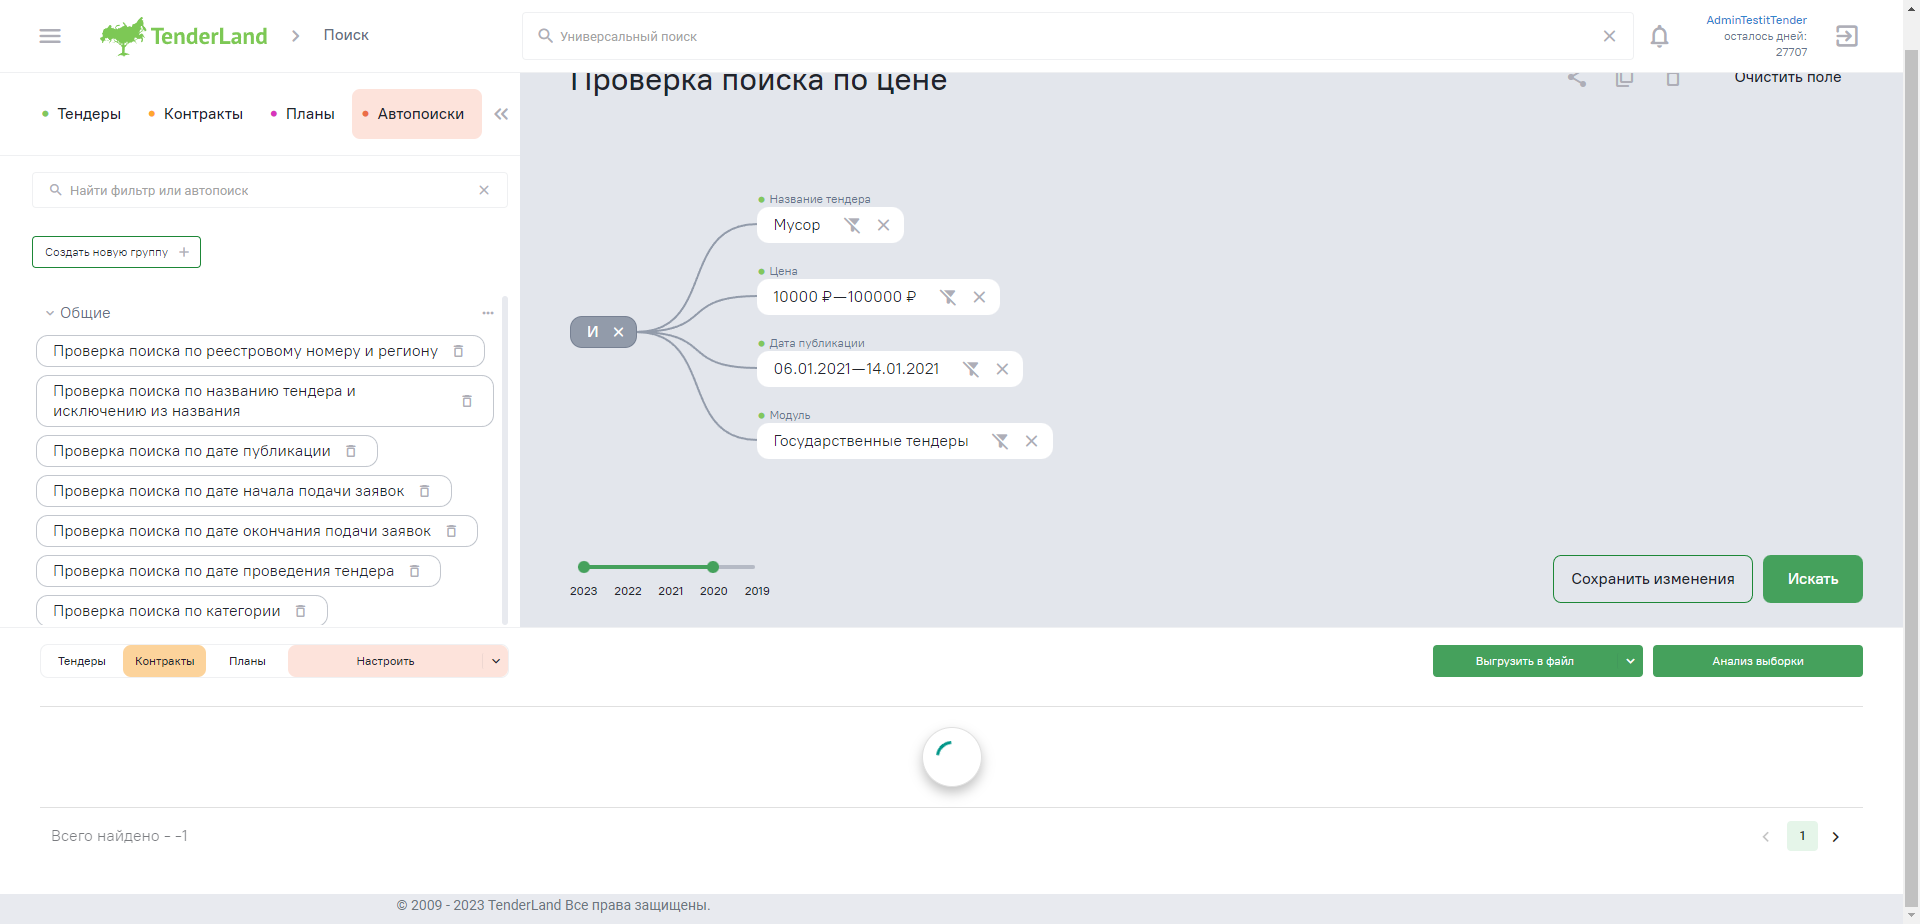 TenderLand
Поиск
Универсальный поиск
AdminTestitTender
осталось дней:
27707
Тендеры
Контракты
Планы
Автопоиски
Проверка поиска по цене
Очистить поле
Найти фильтр или автопоиск
Создать новую группу
Общие
Проверка поиска по реестровому номеру и региону
Проверка поиска по названию тендера и
исключению из названия
Проверка поиска по дате публикации
Проверка поиска по дате начала подачи заявок
Проверка поиска по дате окончания подачи заявок
Проверка поиска по дате проведения тендера
Проверка поиска по категории
И
Название тендера
Мусор
Цена
10000 ₽—100000 ₽
Дата публикации
06.01.2021—14.01.2021
Модуль
Государственные тендеры
2023 2022 2021 2020 2019
Сохранить изменения
Искать
Тендеры
Контракты
Планы
Настроить
Выгрузить в файл
Анализ выборки
Всего найдено - -1
1
© 2009 - 2023 TenderLand Все права защищены.